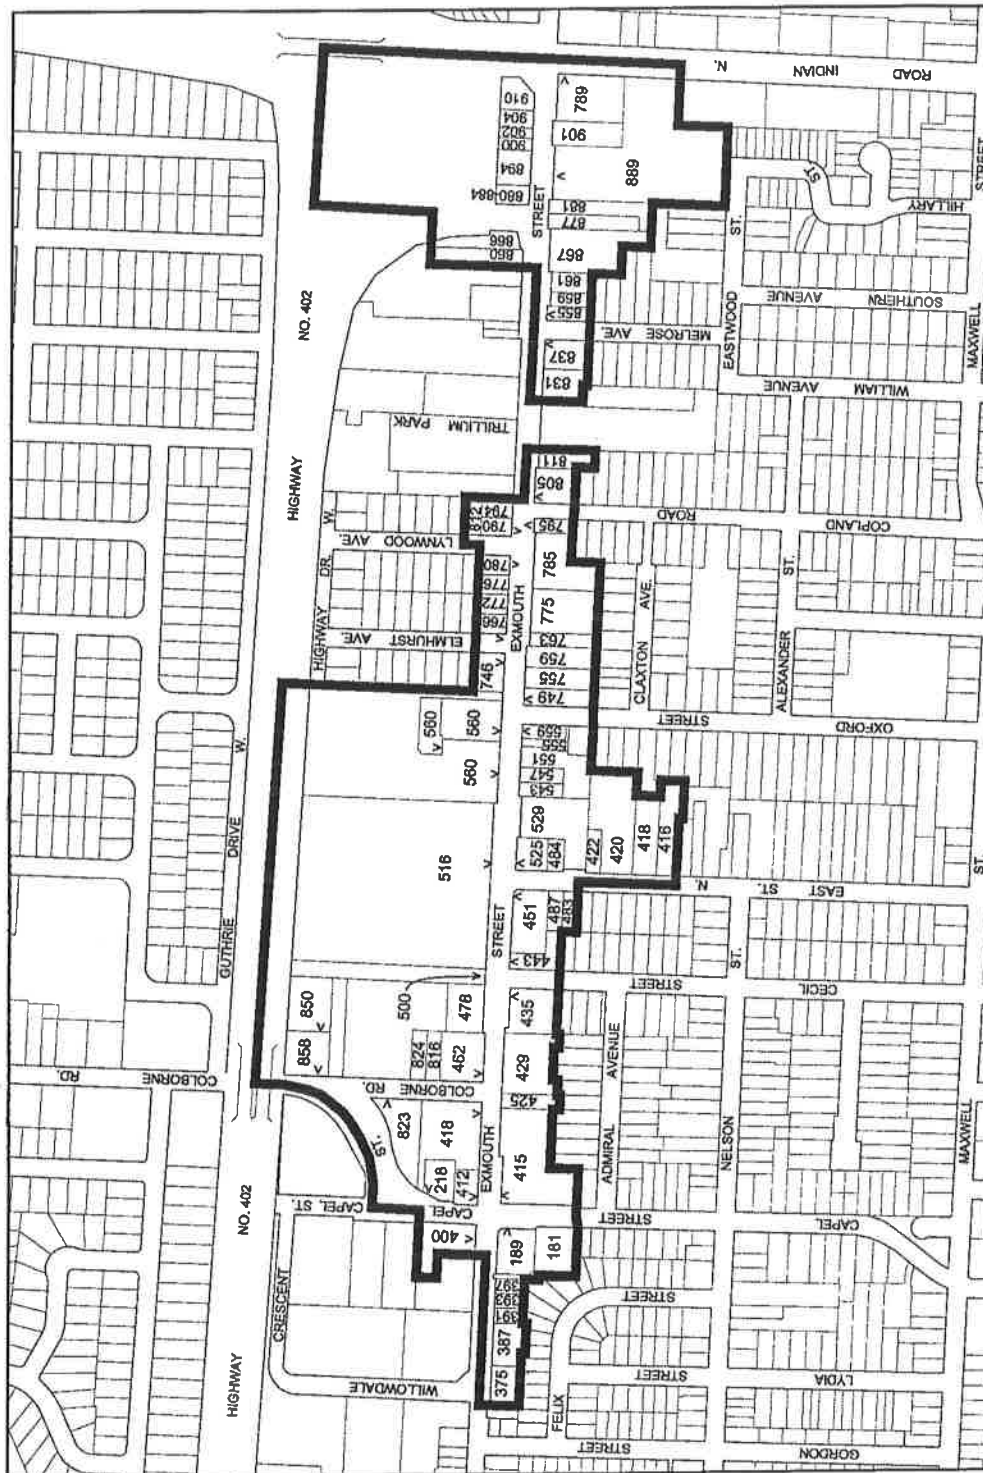 N. INDIAN ROAD
910
904
902
900
894
880-884
789
901
889
STREET
881
877
867
866
860
861
859
855
837
831
HILLARY ST
STREET
EASTWOOD ST.
SOUTHERN AVENUE
MELROSE AVE.
WILLIAM AVENUE
MAXWELL
NO. 402
HIGHWAY
TRILLIUM PARK
811
805
812
794
790
795
LYNWOOD AVE.
HIGHWAY DR. W.
ELMHURST AVE.
780
776
772
766
746
EXMOUTH
785
775
763
759
755
749
COPLAND ROAD
CLAXTON AVE.
ALEXANDER ST.
OXFORD STREET
GUTHRIE DRIVE W.
560
560
560
516
559
555
551
547
543
529
525
484
422
420
418
416
EAST ST. N.
ST.
STREET
451
487
483
443
CECIL STREET
ST.
850
858
500
478
824
816
462
435
429
425
COLBORNE RD.
COLBORNE RD.
823
418
218
412
415
EXMOUTH
ADMIRAL AVENUE
NELSON
MAXWELL
ST.
CAPEL
CAPEL ST.
400
189
181
CAPEL STREET
NO. 402
HIGHWAY
CRESCENT
WILLOWDALE
397
393
391
387
375
FELIX STREET
LYDIA STREET
GORDON STREET